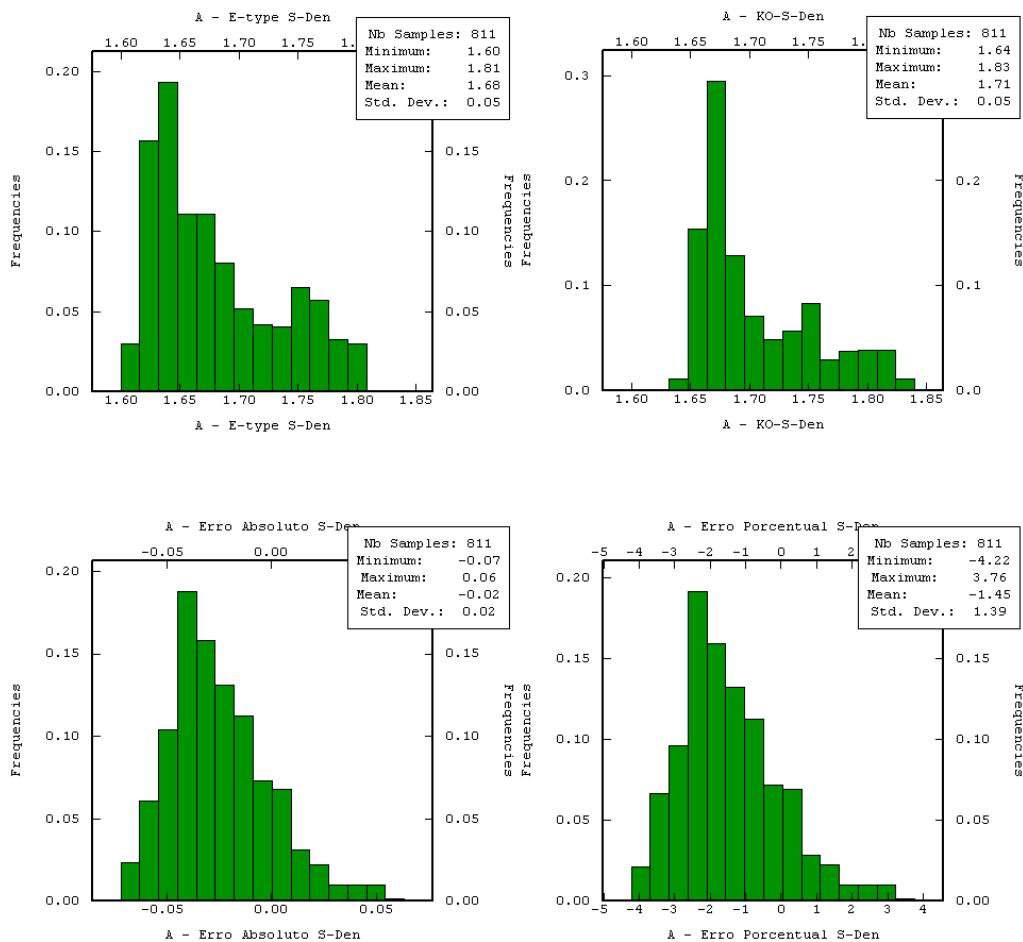 A - E-type S-Den
1.60 1.65 1.70 1.75 1.8
Nb Samples: 811
Minimum: 1.60
Maximum: 1.81
Mean: 1.68
Std. Dev.: 0.05
0.20
0.15 0.15
0.10 0.10
0.05 0.05
0.00 0.00
Frequencies
Frequencies
1.60 1.65 1.70 1.75 1.80 1.85
A - E-type S-Den
A - KO-S-Den
1.60 1.65 1.70 1.75 1.8
Nb Samples: 811
Minimum: 1.64
Maximum: 1.83
Mean: 1.71
Std. Dev.: 0.05
0.3
0.2 0.2
0.1 0.1
0.0 0.0
Frequencies
Frequencies
1.60 1.65 1.70 1.75 1.80 1.85
A - KO-S-Den
A - Erro Absoluto S-Den
-0.05 0.00
Nb Samples: 811
Minimum: -0.07
Maximum: 0.06
Mean: -0.02
Std. Dev.: 0.02
0.20
0.15 0.15
0.10 0.10
0.05 0.05
0.00 0.00
Frequencies
Frequencies
-0.05 0.00 0.05
A - Erro Absoluto S-Den
A - Erro Porcentual S-Den
-5 -4 -3 -2 -1 0 1 2
Nb Samples: 811
Minimum: -4.22
Maximum: 3.76
Mean: -1.45
Std. Dev.: 1.39
0.20
0.15 0.15
0.10 0.10
0.05 0.05
0.00 0.00
Frequencies
Frequencies
-5 -4 -3 -2 -1 0 1 2 3 4
A - Erro Porcentual S-Den